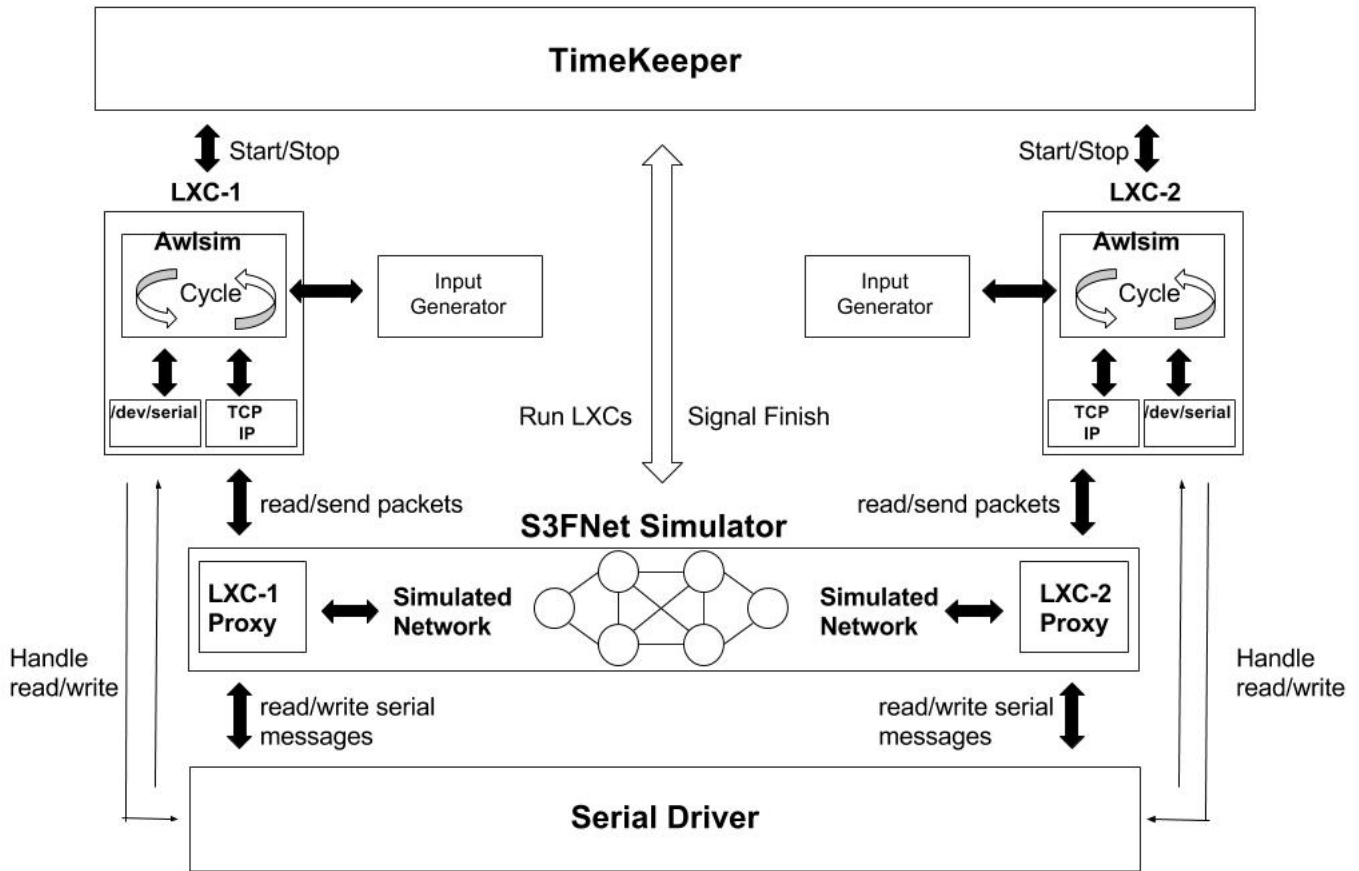 TimeKeeper
Start/Stop
Start/Stop
LXC-1
LXC-2
Awlsim
Cycle
Input
Generator
Input
Generator
Awlsim
Cycle
/dev/serial
TCP
IP
TCP
IP
/dev/serial
Run LXCs
Signal Finish
read/send packets
read/send packets
S3FNet Simulator
LXC-1
Proxy
Simulated
Network
Simulated
Network
LXC-2
Proxy
Handle
read/write
Handle
read/write
read/write serial
messages
read/write serial
messages
Serial Driver